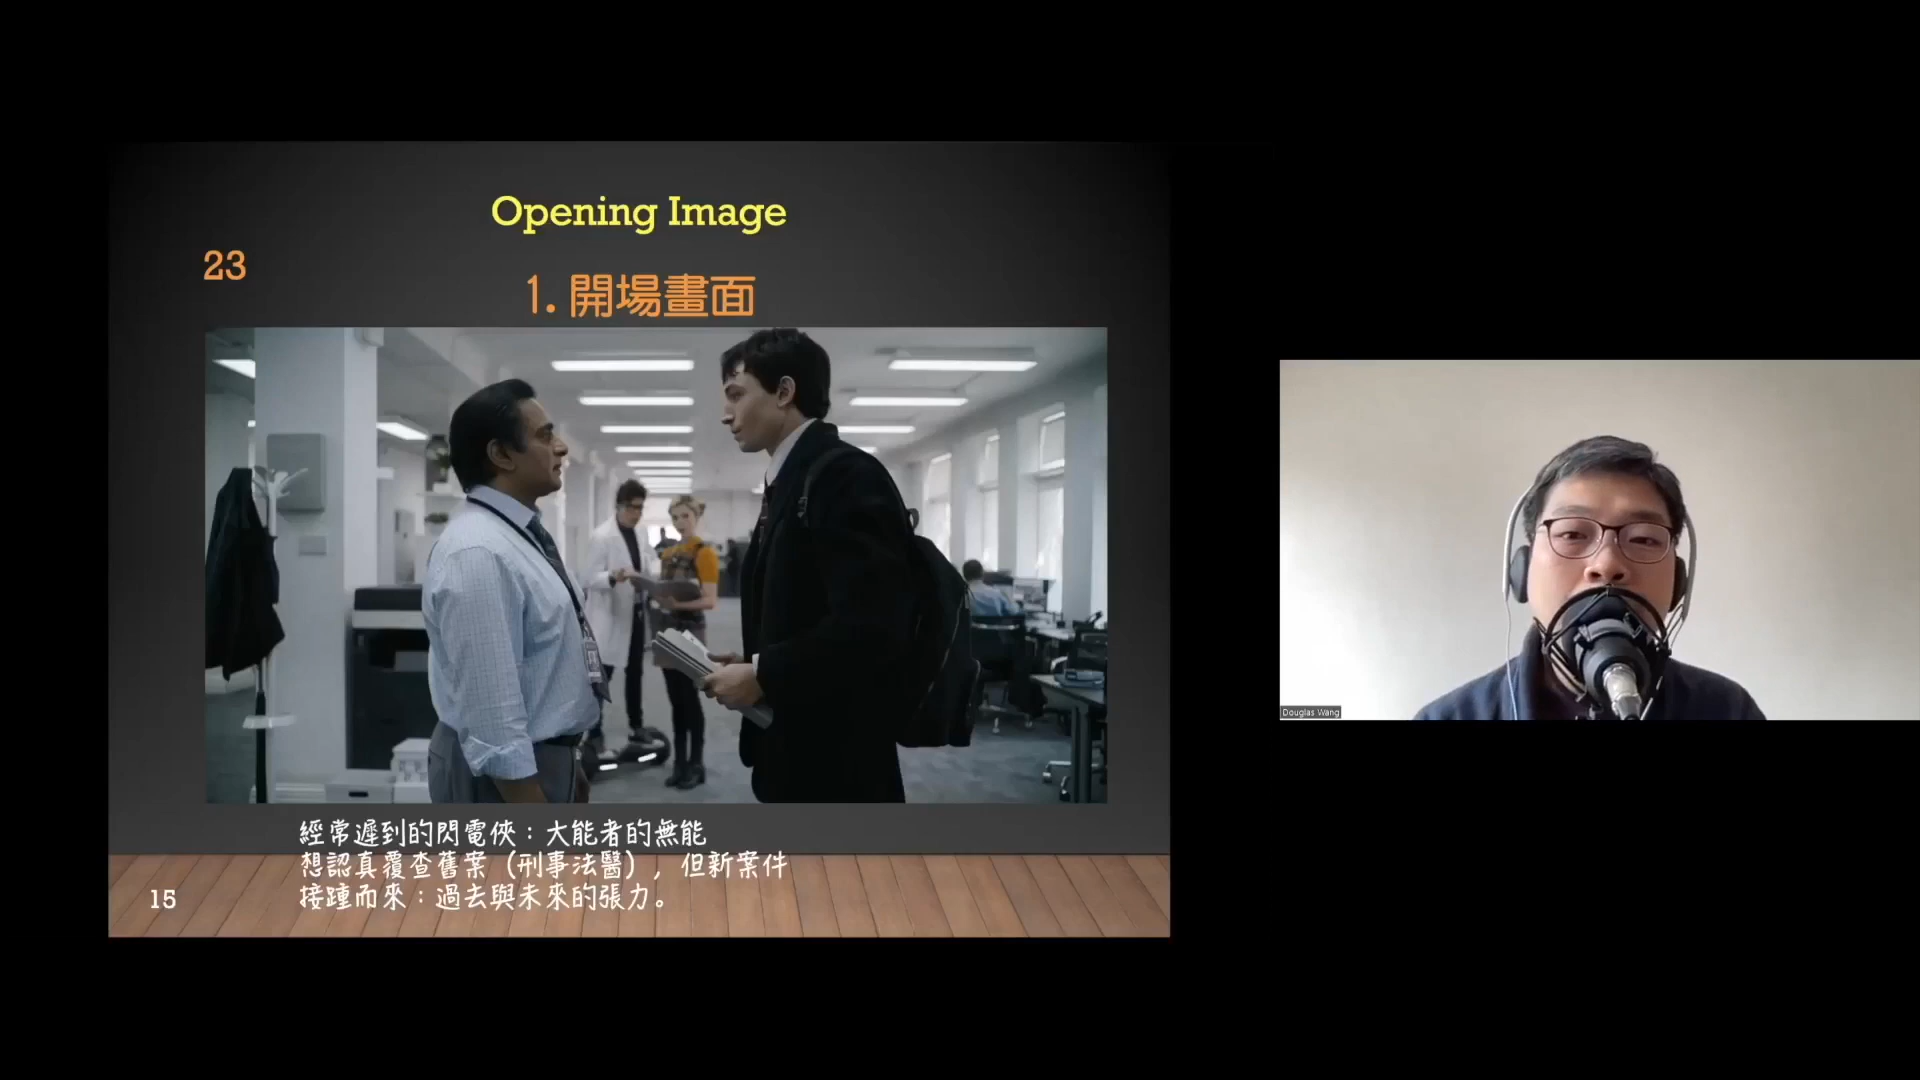 Opening Image
23
1. 開場畫面
經常遲到的閃電俠：大能者的無能
想認真覆查舊案（刑事法醫），但新案件
接踵而來：過去與未來的張力。
15
Douglas Wang